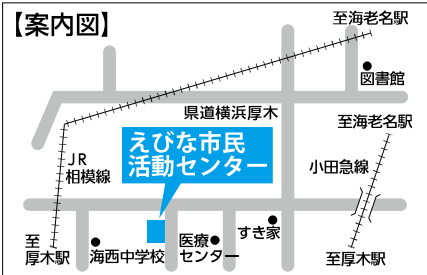 【案内図】
至海老名駅
図書館
県道横浜厚木
至海老名駅
えびな市民
活動センター
JR
相模線
小田急線
すき家
至
厚木駅
海西中学校
医療
センター
至厚木駅